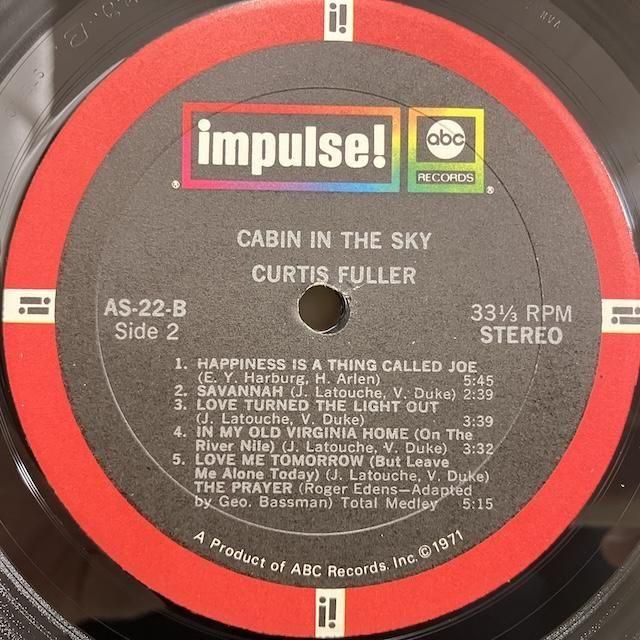 i!i
impulse!
abc
RECORDS
®
®
CABIN IN THE SKY
CURTIS FULLER
AS-22-B
Side 2
33⅓ RPM
STEREO
1. HAPPINESS IS A THING CALLED JOE
(E. Y. Harburg, H. Arlen) 5:45
2. SAVANNAH (J. Latouche, V. Duke) 2:39
3. LOVE TURNED THE LIGHT OUT
(J. Latouche, V. Duke) 3:39
4. IN MY OLD VIRGINIA HOME (On The
River Nile) (J. Latouche, V. Duke) 3:32
5. LOVE ME TOMORROW (But Leave
Me Alone Today) (J. Latouche, V. Duke)
THE PRAYER (Roger Edens—Adapted
by Geo. Bassman) Total Medley 5:15
A Product of ABC Records, Inc. ©1971
i!i
i!i
i!i